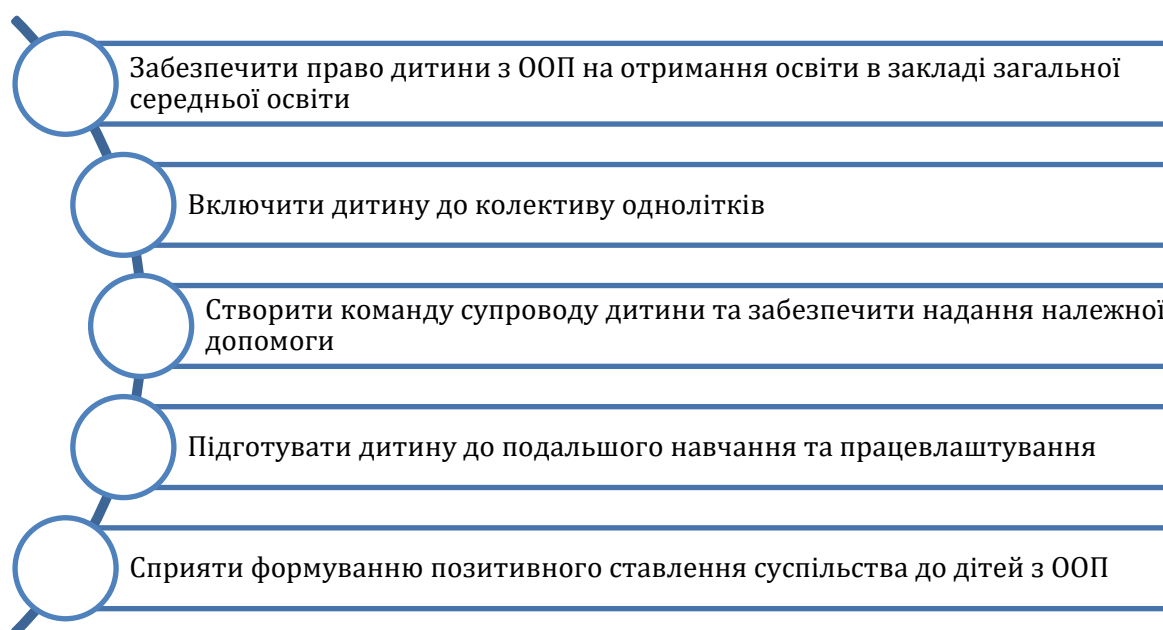 Забезпечити право дитини з ООП на отримання освіти в закладі загальної
середньої освіти
Включити дитину до колективу однолітків
Створити команду супроводу дитини та забезпечити надання належної
допомоги
Підготувати дитину до подальшого навчання та працевлаштування
Сприяти формуванню позитивного ставлення суспільства до дітей з ООП